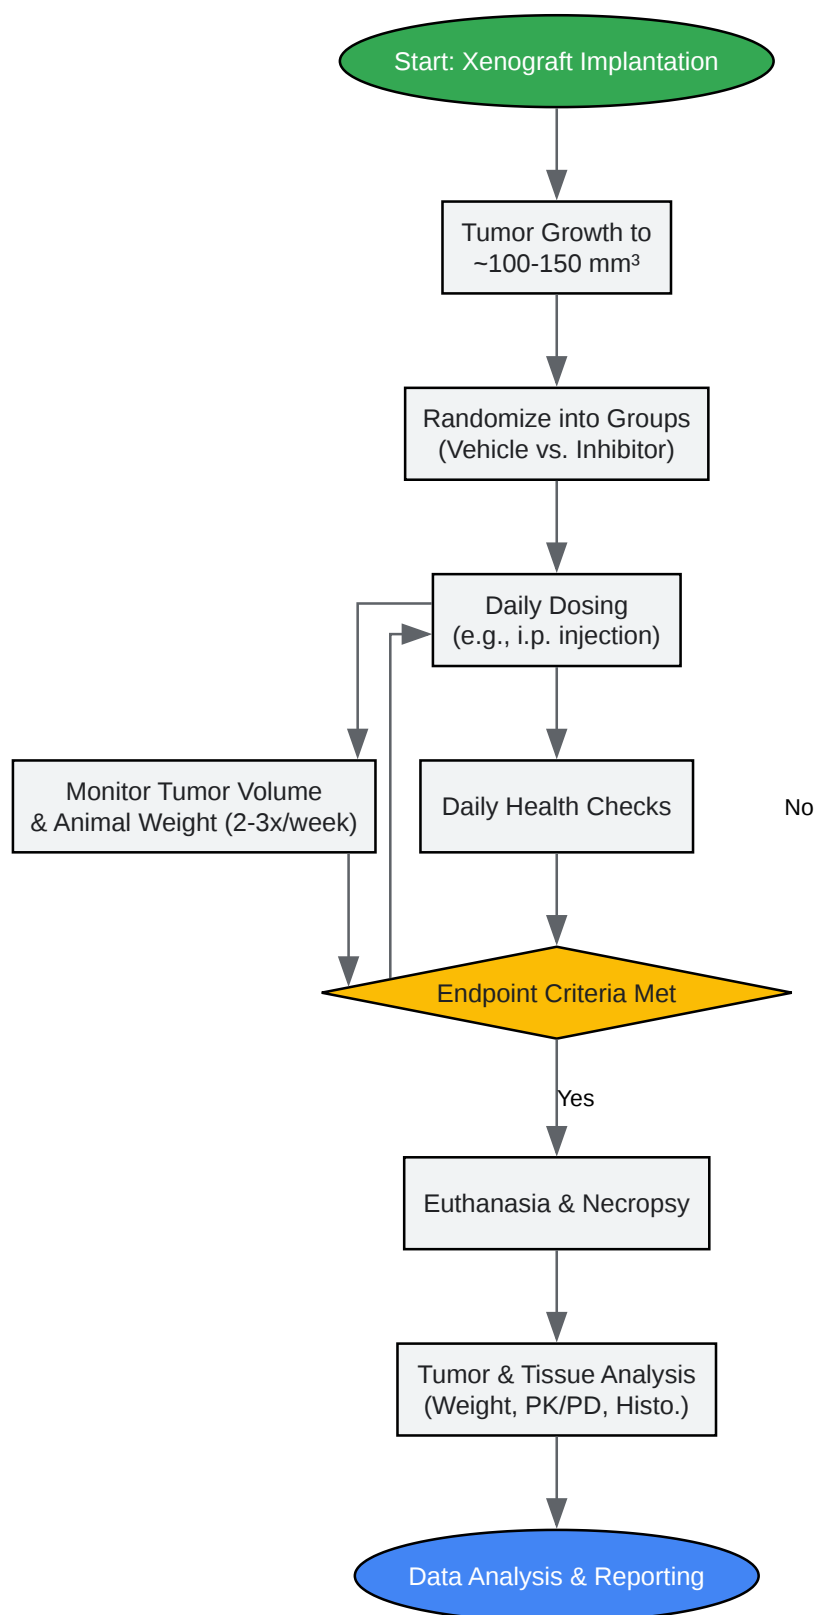 Start: Xenograft Implantation
Tumor Growth to
~100-150 mm³
Randomize into Groups
(Vehicle vs. Inhibitor)
Daily Dosing
(e.g., i.p. injection)
Monitor Tumor Volume
& Animal Weight (2-3x/week)
Daily Health Checks
No
Endpoint Criteria Met
Yes
Euthanasia & Necropsy
Tumor & Tissue Analysis
(Weight, PK/PD, Histo.)
Data Analysis & Reporting